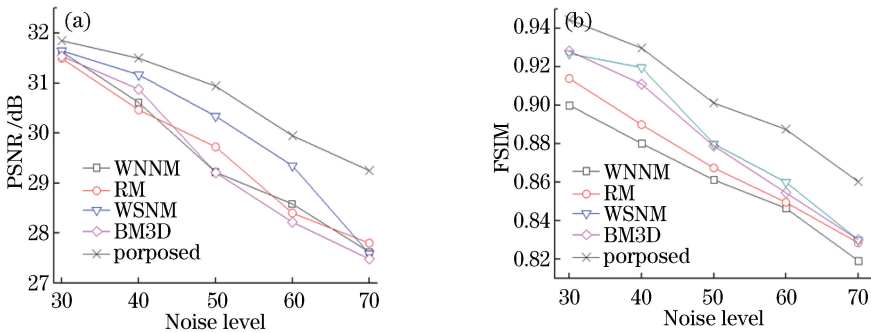 (a)
32
31
30
29
28
27
PSNR /dB
WNNM
RM
WSNM
BM3D
porposed
30 40 50 60 70
Noise level
(b)
0.94
0.92
0.90
0.88
0.86
0.84
0.82
FSIM
WNNM
RM
WSNM
BM3D
porposed
30 40 50 60 70
Noise level